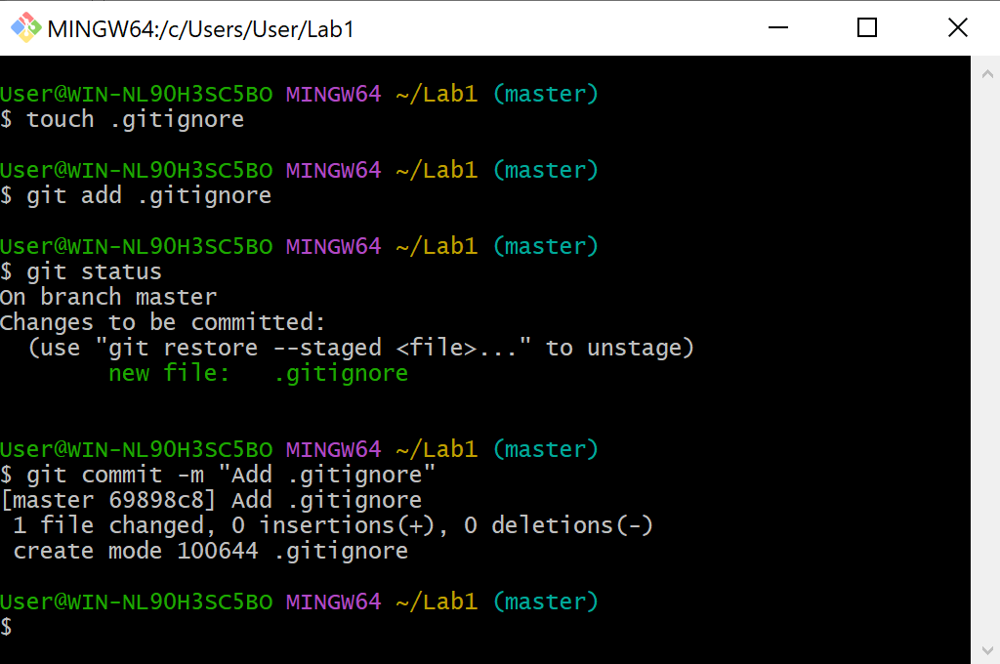 MINGW64:/c/Users/User/Lab1
User@WIN-NL9OH3SC5BO MINGW64 ~/Lab1 (master)
$ touch .gitignore
User@WIN-NL9OH3SC5BO MINGW64 ~/Lab1 (master)
$ git add .gitignore
User@WIN-NL9OH3SC5BO MINGW64 ~/Lab1 (master)
$ git status
On branch master
Changes to be committed:
  (use "git restore --staged <file>..." to unstage)
        new file:   .gitignore
User@WIN-NL9OH3SC5BO MINGW64 ~/Lab1 (master)
$ git commit -m "Add .gitignore"
[master 69898c8] Add .gitignore
 1 file changed, 0 insertions(+), 0 deletions(-)
 create mode 100644 .gitignore
User@WIN-NL9OH3SC5BO MINGW64 ~/Lab1 (master)
$